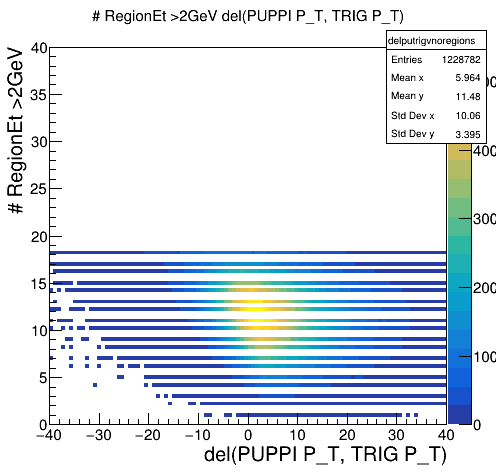 # RegionEt >2GeV del(PUPPI P_T, TRIG P_T)
delputrigvnoregions
Entries 1228782
Mean x 5.964
Mean y 11.48
Std Dev x 10.06
Std Dev y 3.395
# RegionEt >2GeV
40
35
30
25
20
15
10
5
0
−40 −30 −20 −10 0 10 20 30 40
del(PUPPI P_T, TRIG P_T)
400
300
200
100
0